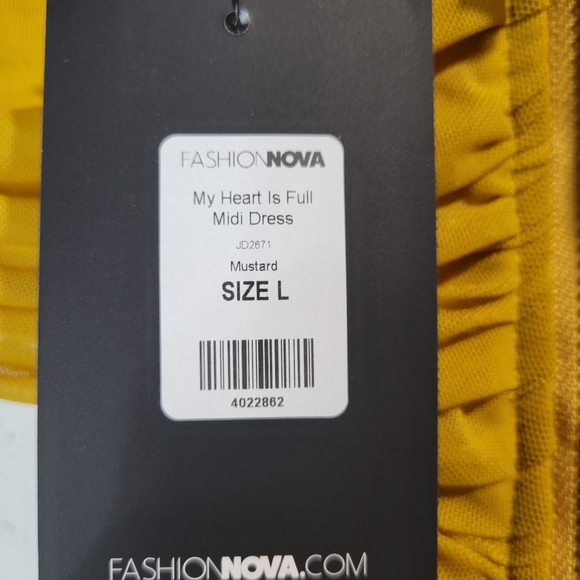 FASHIONNOVA
My Heart Is Full
Midi Dress
JD2671
Mustard
SIZE L
4022862
FASHIONNOVA.COM